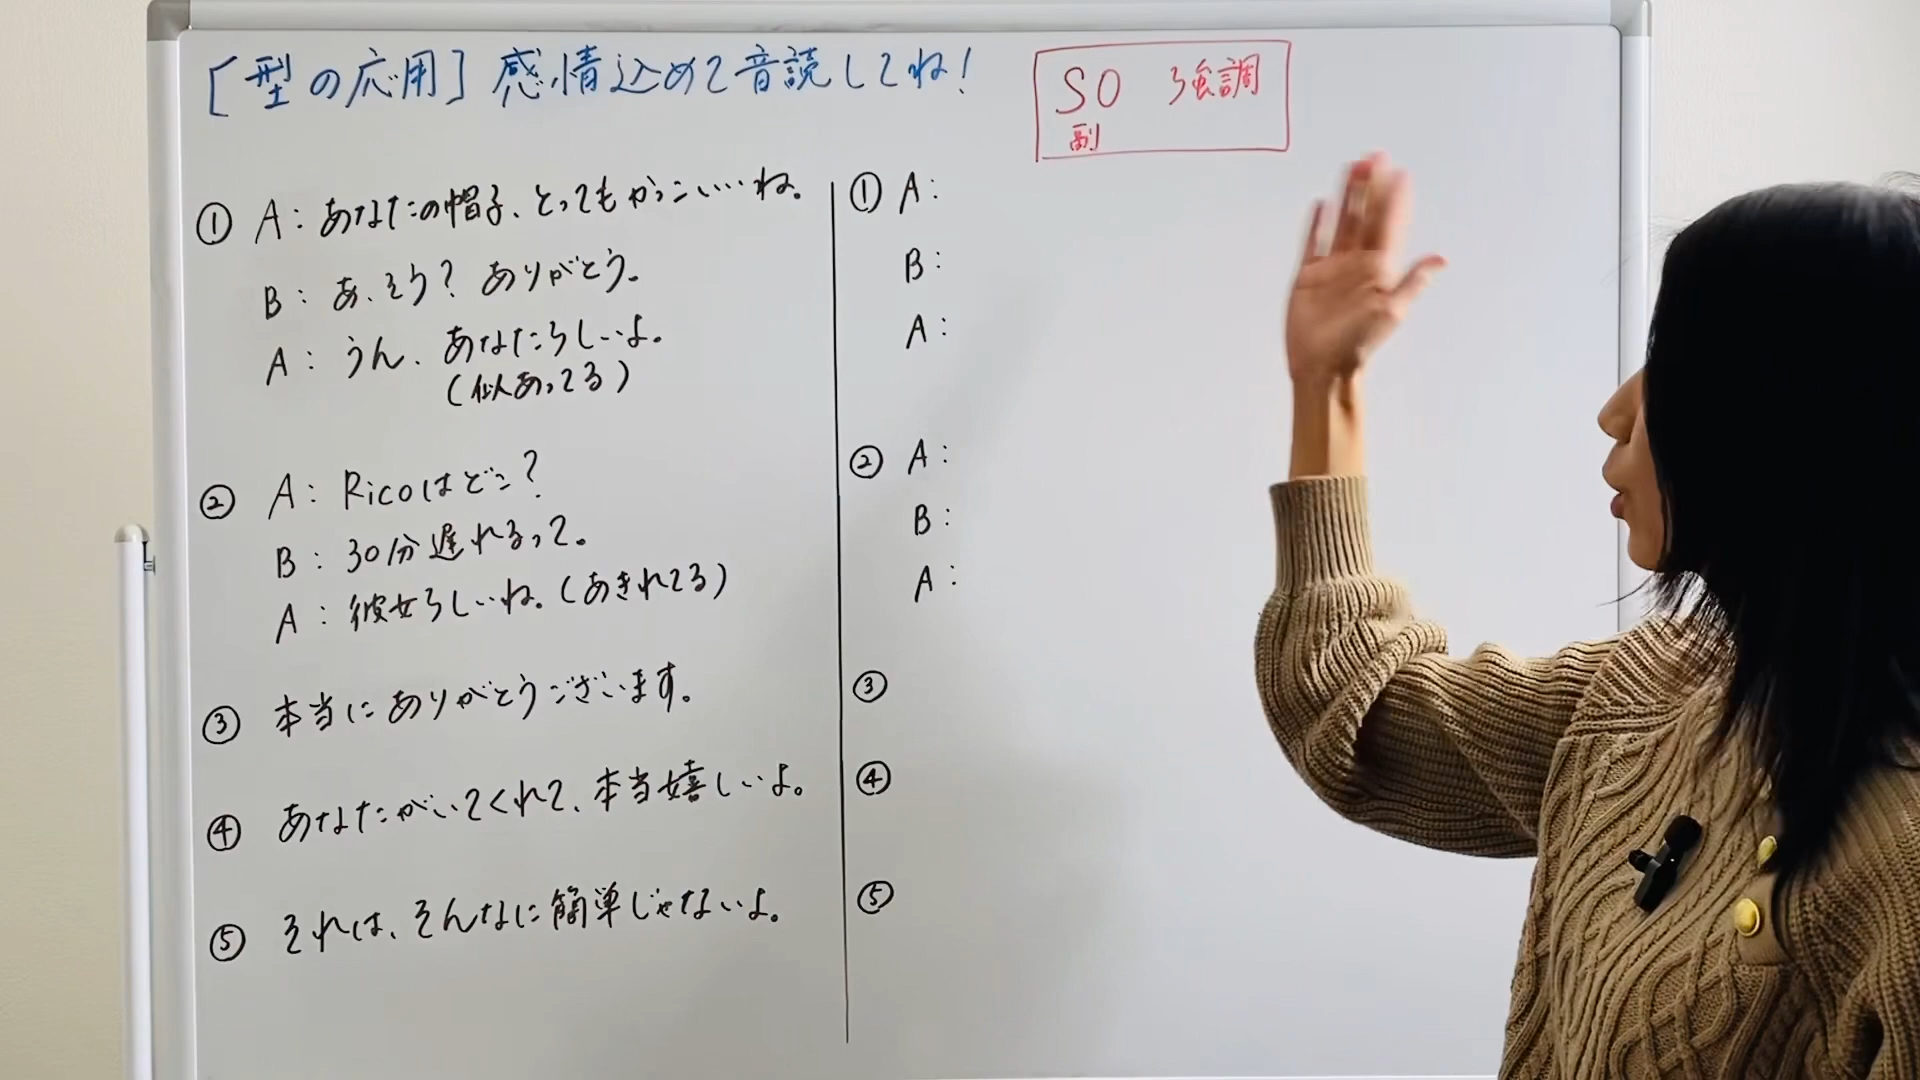 [型の応用] 感情込めて音読してね!
SO 強調
副
① A: あなたの帽子、とってもかっこいいね。
B: あ、そう? ありがとう。
A: うん、あなたらしいよ。
(似あってる)
② A: Ricoはどこ?
B: 30分遅れるって。
A: 彼女らしいね。(あきれてる)
③ 本当にありがとうございます。
④ あなたがいてくれて、本当嬉しいよ。
⑤ それは、そんなに簡単じゃないよ。
① A:
B:
A:
② A:
B:
A:
③
④
⑤